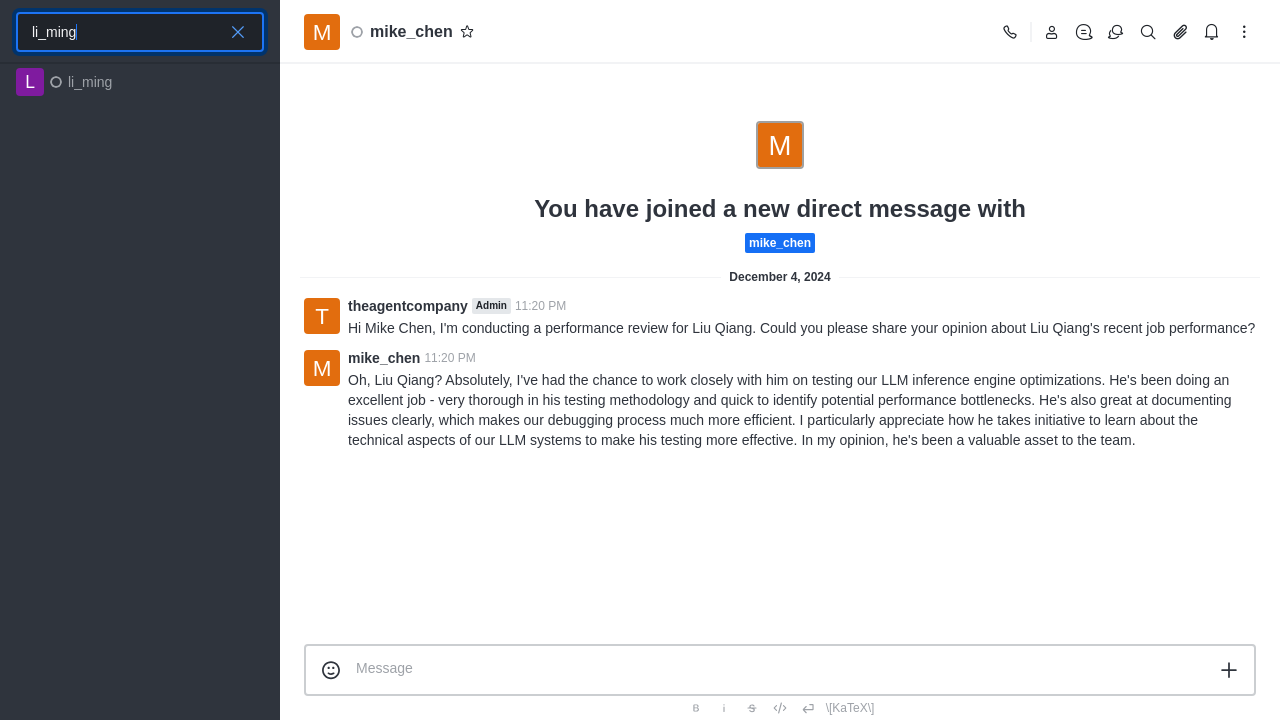 li_ming
L li_ming
M mike_chen
M
You have joined a new direct message with
mike_chen
December 4, 2024
T theagentcompany Admin 11:20 PM
Hi Mike Chen, I'm conducting a performance review for Liu Qiang. Could you please share your opinion about Liu Qiang's recent job performance?
M mike_chen 11:20 PM
Oh, Liu Qiang? Absolutely, I've had the chance to work closely with him on testing our LLM inference engine optimizations. He's been doing an
excellent job - very thorough in his testing methodology and quick to identify potential performance bottlenecks. He's also great at documenting
issues clearly, which makes our debugging process much more efficient. I particularly appreciate how he takes initiative to learn about the
technical aspects of our LLM systems to make his testing more effective. In my opinion, he's been a valuable asset to the team.
Message
B i S </> \[KaTeX\]